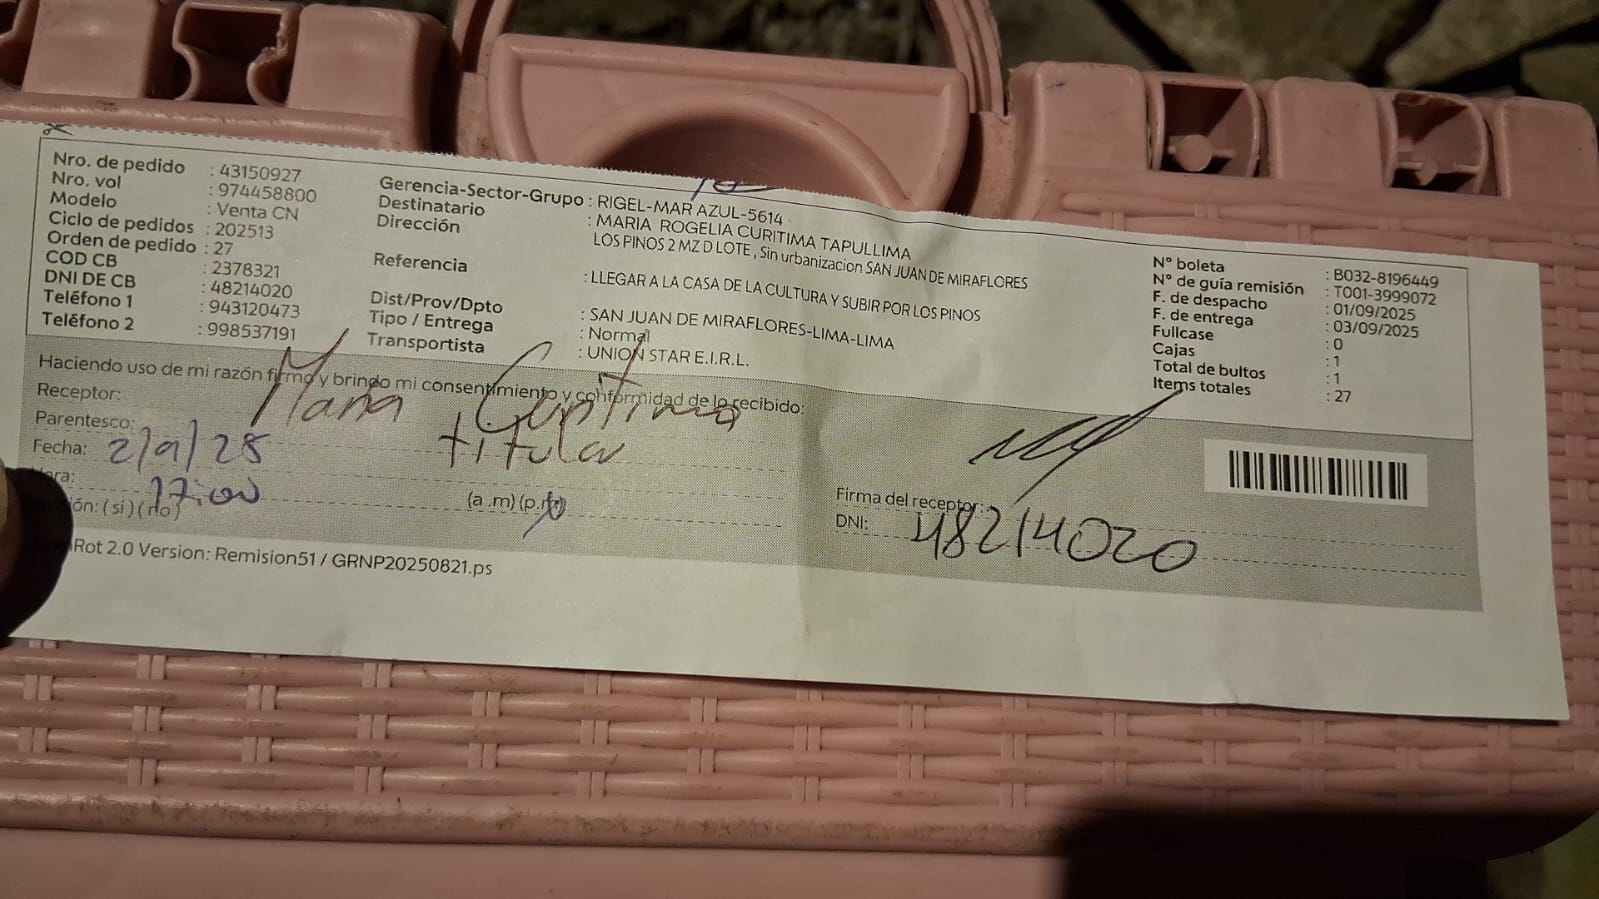 Nro. de pedido : 43150927
Nro. vol : 974458800
Modelo : Venta CN
Ciclo de pedidos : 202513
Orden de pedido : 27
COD CB : 2378321
DNI DE CB : 48214020
Teléfono 1 : 943120473
Teléfono 2 : 998537191
Gerencia-Sector-Grupo : RIGEL-MAR AZUL-5614
Destinatario : MARIA ROGELIA CURITIMA TAPULLIMA
Dirección LOS PINOS 2 MZ D LOTE , Sin urbanizacion SAN JUAN DE MIRAFLORES
Referencia : LLEGAR A LA CASA DE LA CULTURA Y SUBIR POR LOS PINOS
Dist/Prov/Dpto : SAN JUAN DE MIRAFLORES-LIMA-LIMA
Tipo / Entrega : Normal
Transportista : UNION STAR E.I.R.L.
N° boleta : B032-8196449
N° de guía remisión : T001-3999072
F. de despacho : 01/09/2025
F. de entrega : 03/09/2025
Fullcase : 0
Cajas : 1
Total de bultos : 1
Items totales : 27
Haciendo uso de mi razón firmo y brindo mi consentimiento y conformidad de lo recibido:
Receptor: Maria Curitima
Parentesco: titular
Fecha: 2/9/25
ora: 17:00 (a .m) (p.m)
ón: ( si ) ( no )
Firma del receptor:
DNI: 48214020
Rot 2.0 Version: Remision51 / GRNP20250821.ps